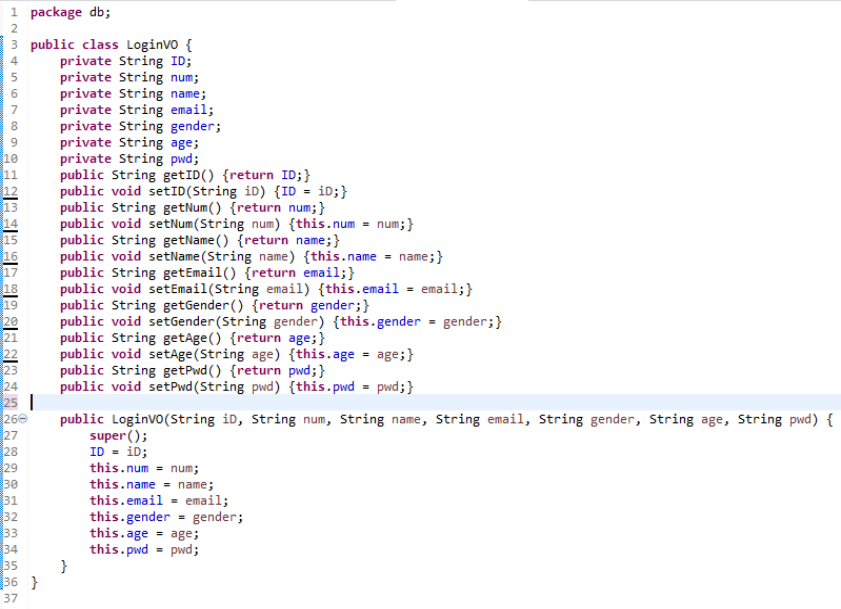 1 package db;
2
3 public class LoginVO {
4 private String ID;
5 private String num;
6 private String name;
7 private String email;
8 private String gender;
9 private String age;
10 private String pwd;
11 public String getID() {return ID;}
12 public void setID(String iD) {ID = iD;}
13 public String getNum() {return num;}
14 public void setNum(String num) {this.num = num;}
15 public String getName() {return name;}
16 public void setName(String name) {this.name = name;}
17 public String getEmail() {return email;}
18 public void setEmail(String email) {this.email = email;}
19 public String getGender() {return gender;}
20 public void setGender(String gender) {this.gender = gender;}
21 public String getAge() {return age;}
22 public void setAge(String age) {this.age = age;}
23 public String getPwd() {return pwd;}
24 public void setPwd(String pwd) {this.pwd = pwd;}
25
26 public LoginVO(String iD, String num, String name, String email, String gender, String age, String pwd) {
27 super();
28 ID = iD;
29 this.num = num;
30 this.name = name;
31 this.email = email;
32 this.gender = gender;
33 this.age = age;
34 this.pwd = pwd;
35 }
36 }
37